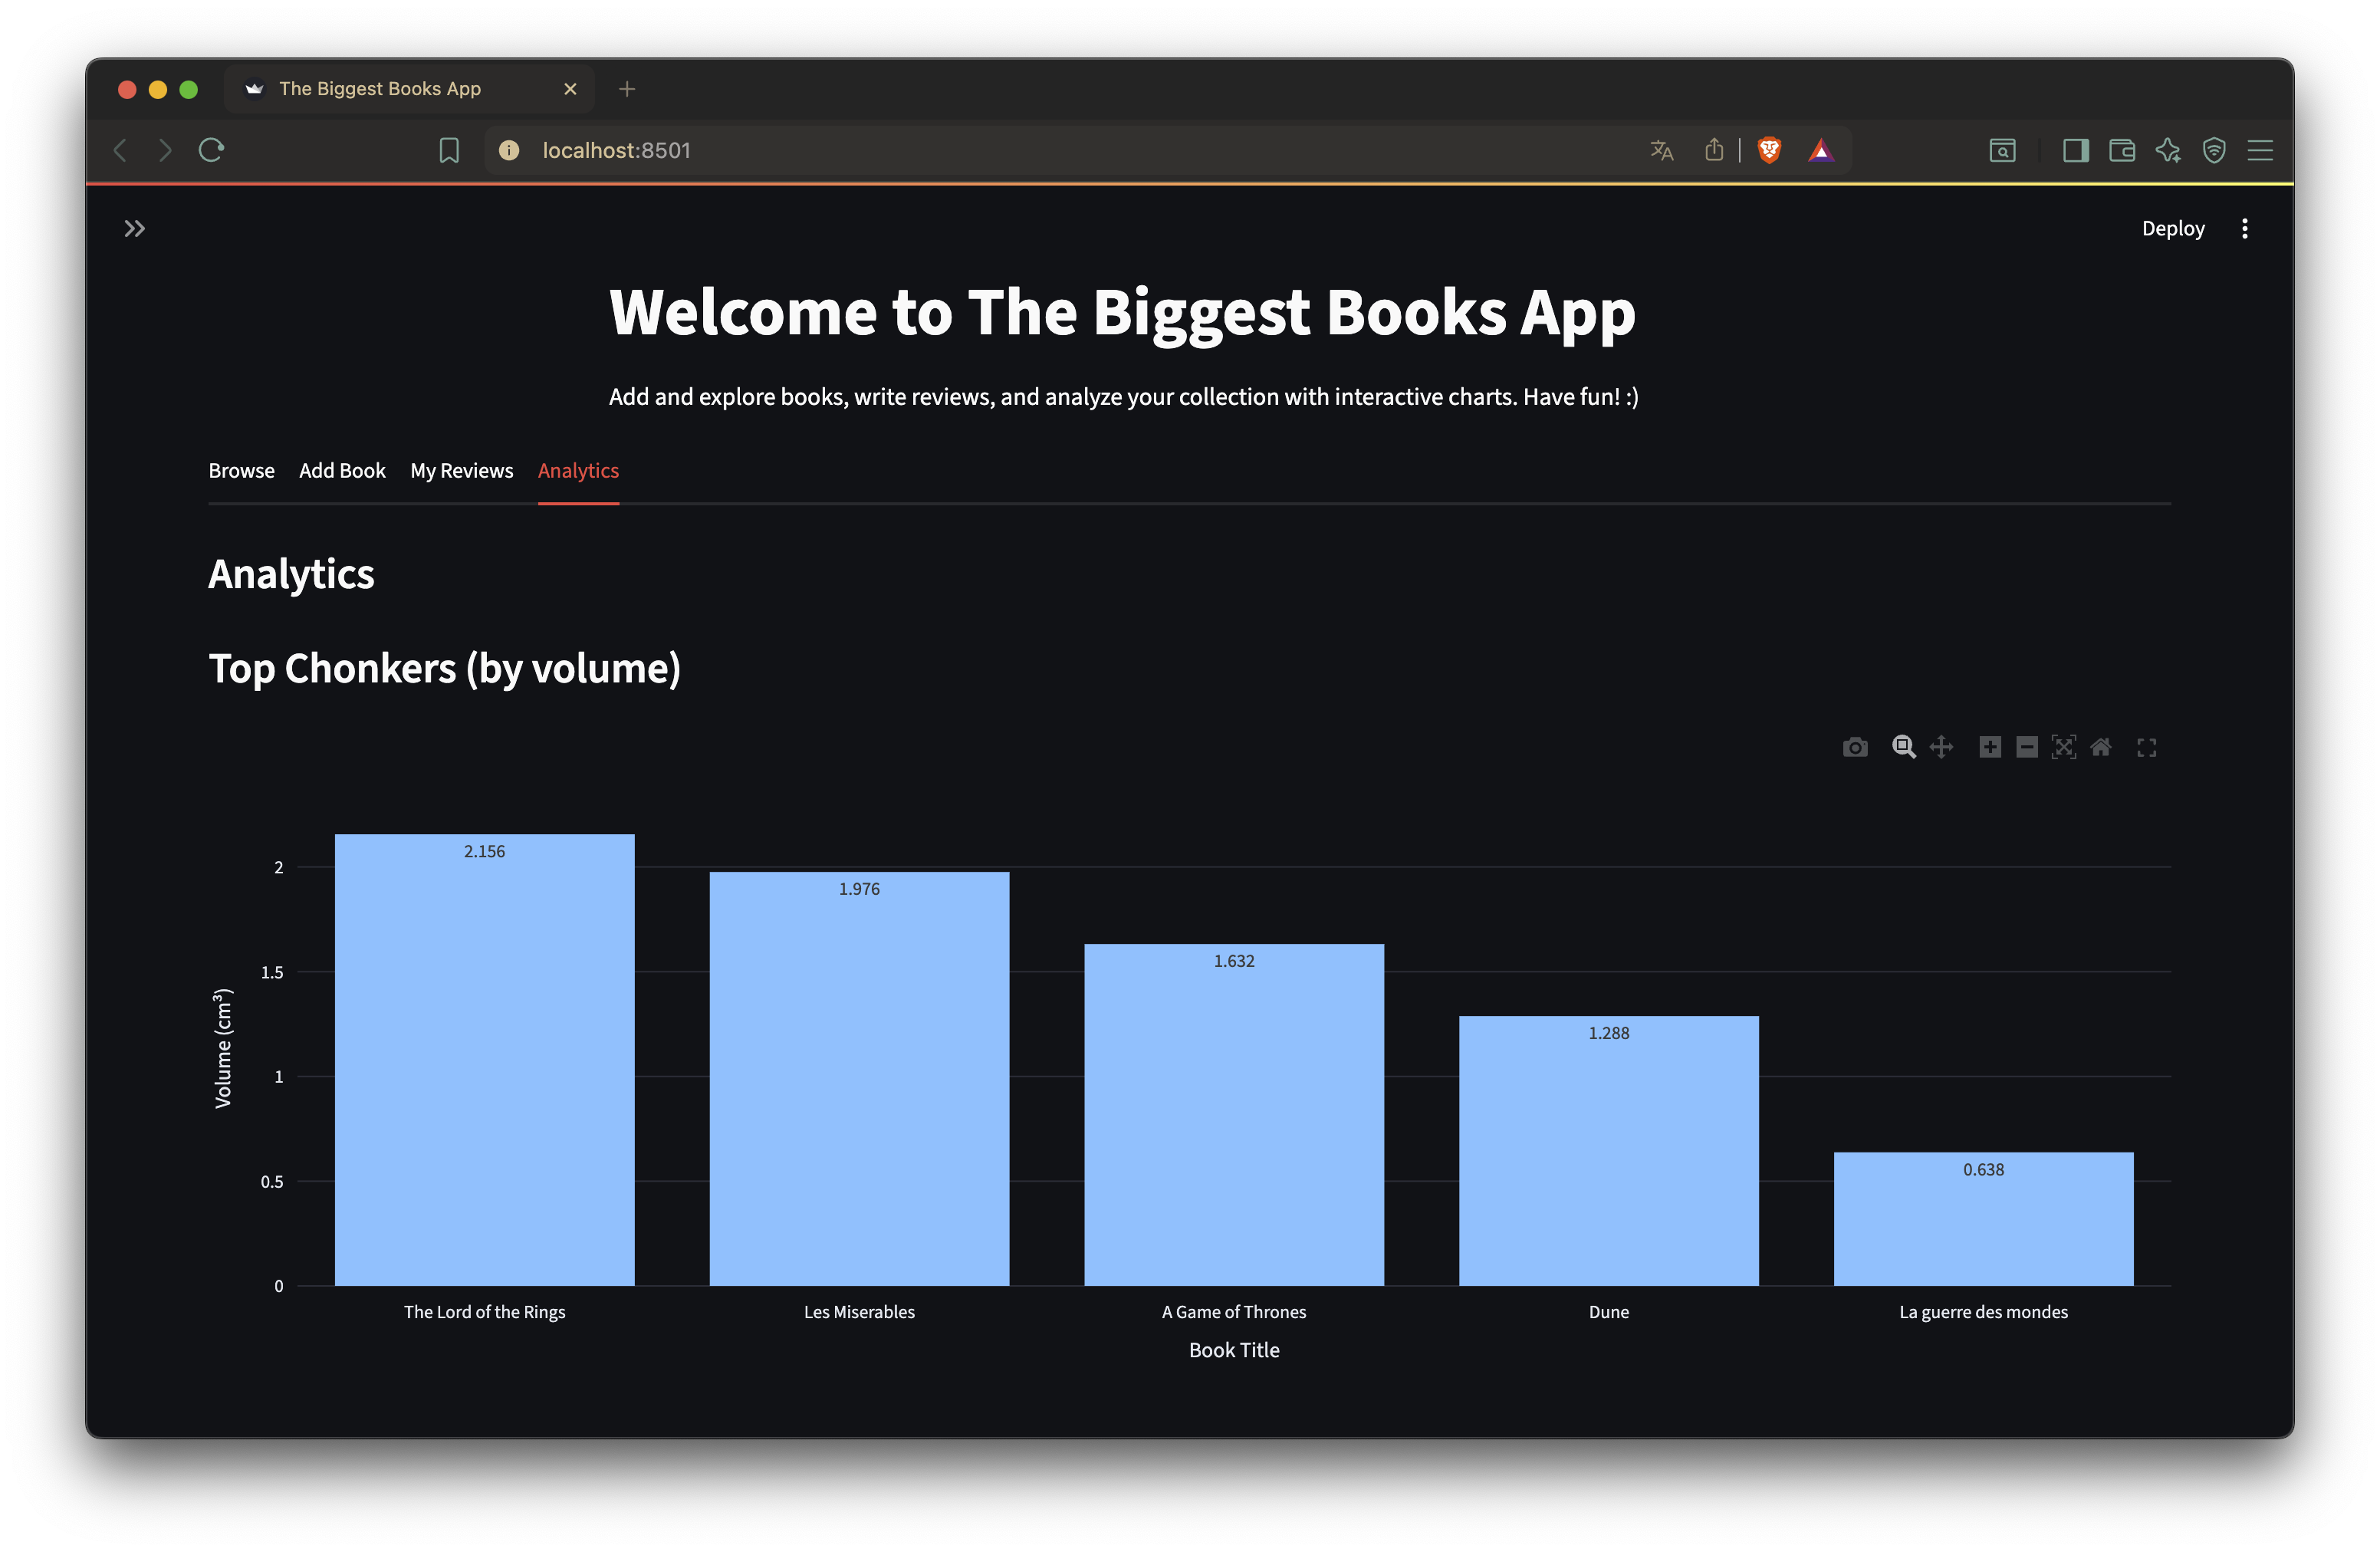 The Biggest Books App
localhost:8501
Deploy
Welcome to The Biggest Books App
Add and explore books, write reviews, and analyze your collection with interactive charts. Have fun! :)
Browse Add Book My Reviews Analytics
Analytics
Top Chonkers (by volume)
2.156
1.976
1.632
1.288
0.638
2
1.5
1
0.5
0
Volume (cm³)
The Lord of the Rings
Les Miserables
A Game of Thrones
Dune
La guerre des mondes
Book Title